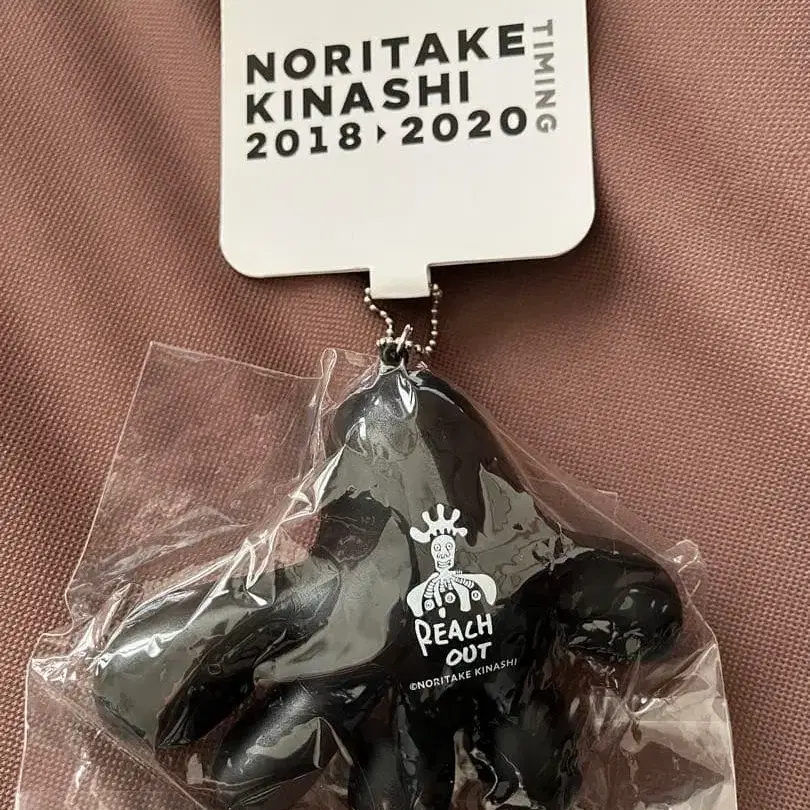 NORITAKE
KINASHI
2018▸2020
TIMING
REACH
OUT
©NORITAKE KINASHI